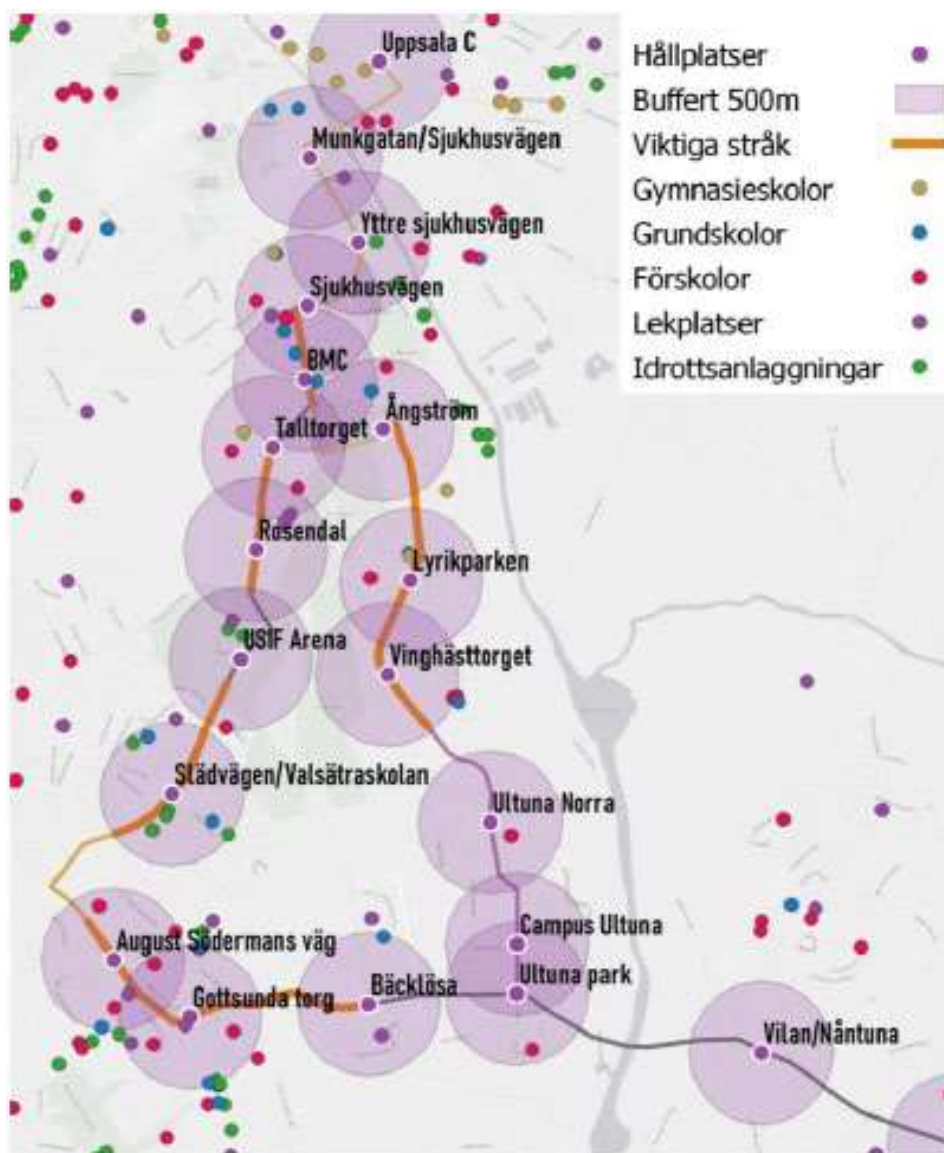 Uppsala C
Munkgatan/Sjukhusvägen
Yttre sjukhusvägen
Sjukhusvägen
BMC
Ångström
Talltorget
Rosendal
Lyrikparken
USIF Arena
Vinghästtorget
Slädvägen/Valsätraskolan
Ultuna Norra
August Södermans väg
Campus Ultuna
Bäcklösa
Ultuna park
Gottsunda torg
Vilan/Nåntuna
Hållplatser
Buffert 500m
Viktiga stråk
Gymnasieskolor
Grundskolor
Förskolor
Lekplatser
Idrottsanlaggningar